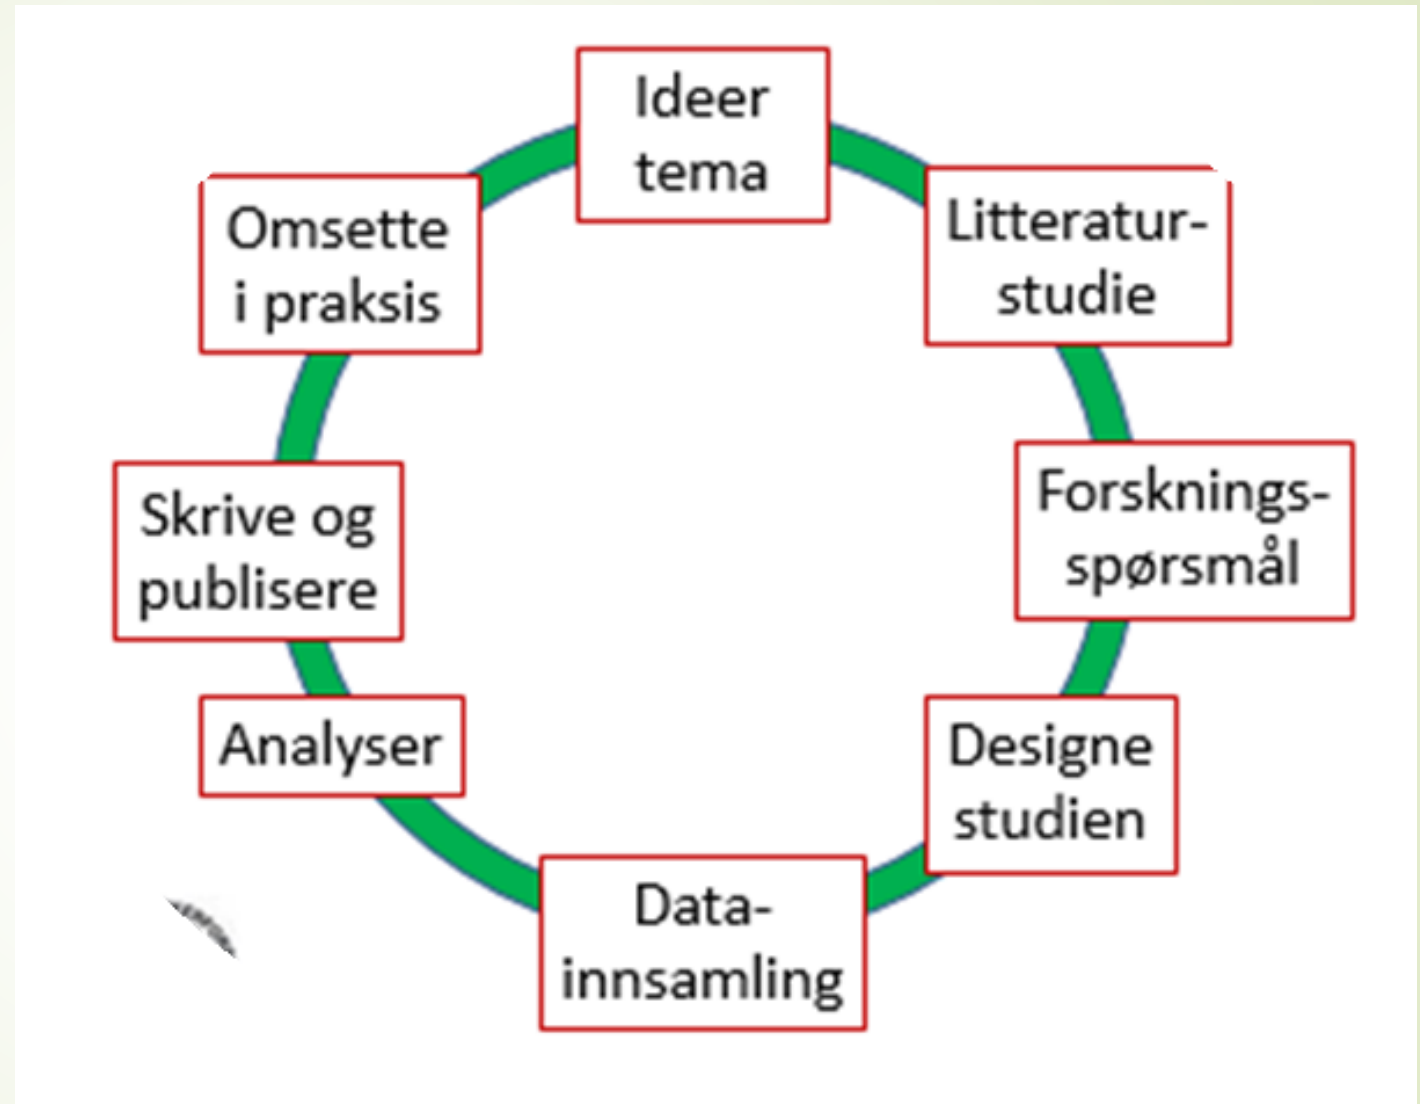 Ideer
tema
Litteratur-
studie
Forsknings-
spørsmål
Designe
studien
Data-
innsamling
Analyser
Skrive og
publisere
Omsette
i praksis